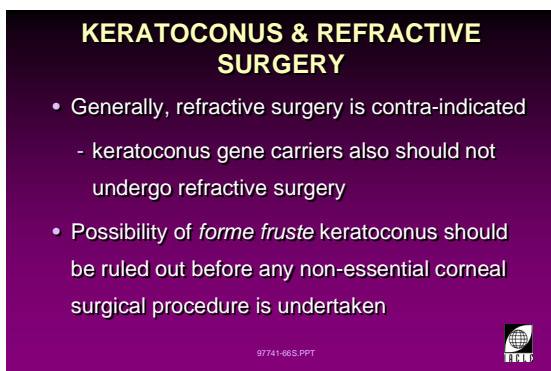 KERATOCONUS & REFRACTIVE
SURGERY
• Generally, refractive surgery is contra-indicated
- keratoconus gene carriers also should not
undergo refractive surgery
• Possibility of forme fruste keratoconus should
be ruled out before any non-essential corneal
surgical procedure is undertaken
97741-66S.PPT
IACLE